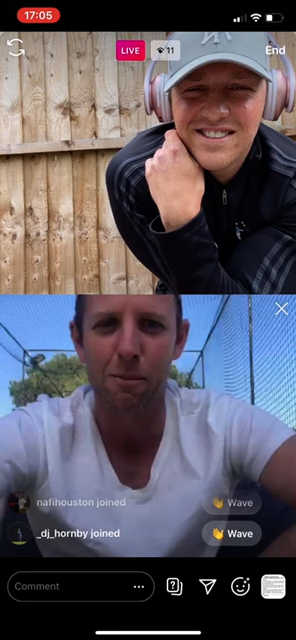 17:05
LIVE
11
End
nafihouston joined
👋 Wave
_dj_hornby joined
👋 Wave
Comment